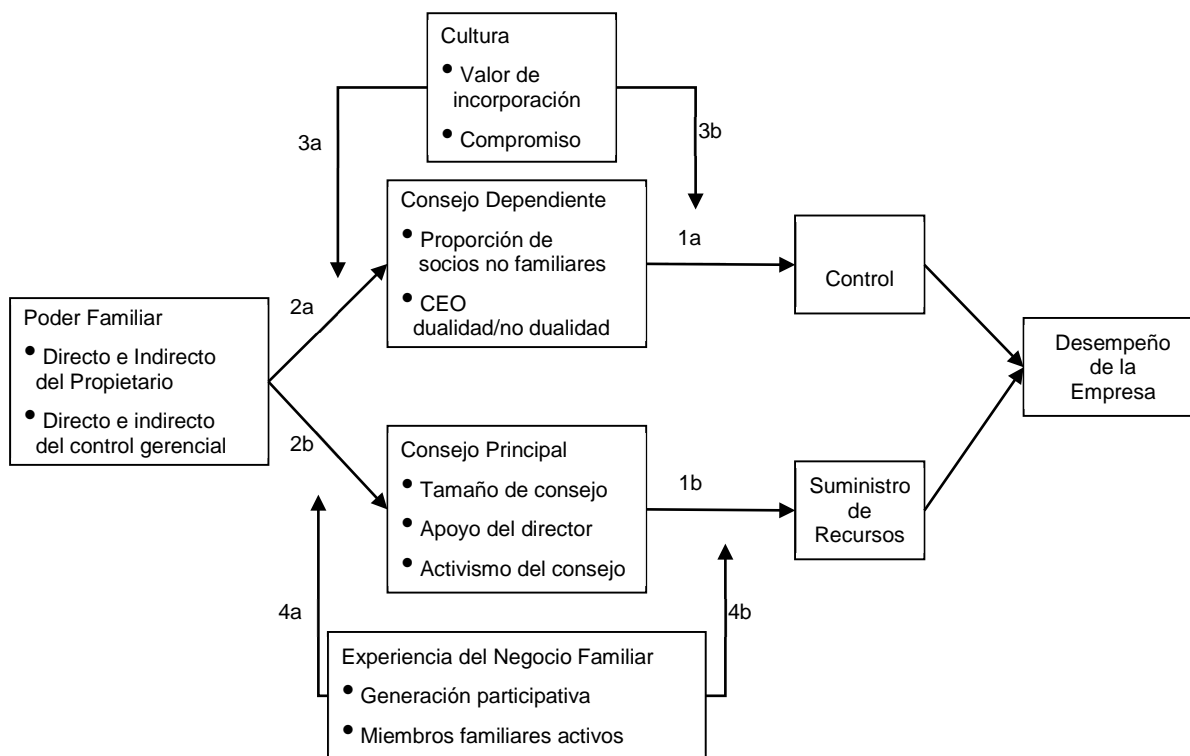 Cultura
• Valor de
incorporación
• Compromiso
3a
3b
Consejo Dependiente
• Proporción de
socios no familiares
• CEO
dualidad/no dualidad
1a
Control
2a
Poder Familiar
• Directo e Indirecto
del Propietario
• Directo e indirecto
del control gerencial
Desempeño
de la
Empresa
2b
Consejo Principal
• Tamaño de consejo
• Apoyo del director
• Activismo del consejo
1b
Suministro
de
Recursos
4a
4b
Experiencia del Negocio Familiar
• Generación participativa
• Miembros familiares activos